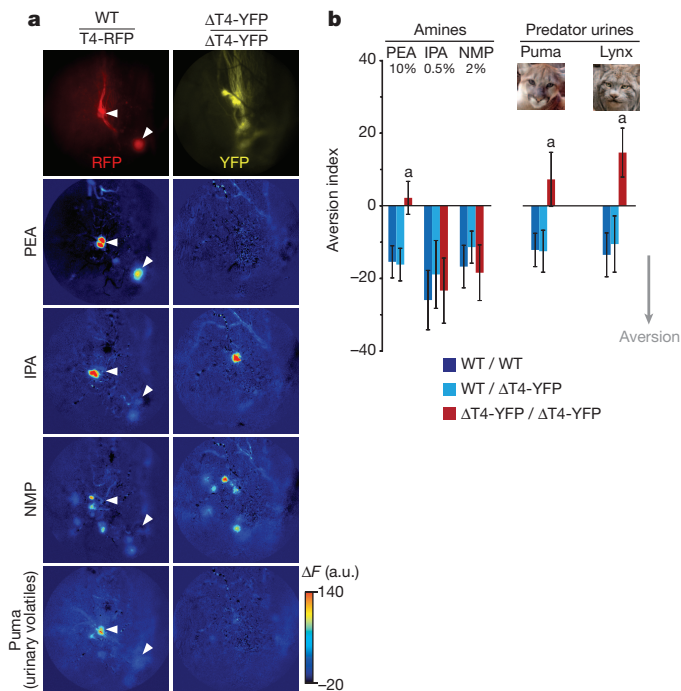 a
WT
T4-RFP
ΔT4-YFP
ΔT4-YFP
RFP
YFP
PEA
IPA
NMP
Puma
(urinary volatiles)
ΔF (a.u.)
140
–20
b
Amines
Predator urines
PEA IPA NMP
10% 0.5% 2%
Puma
Lynx
40
20
0
–20
–40
Aversion index
a
a
a
Aversion
WT / WT
WT / ΔT4-YFP
ΔT4-YFP / ΔT4-YFP